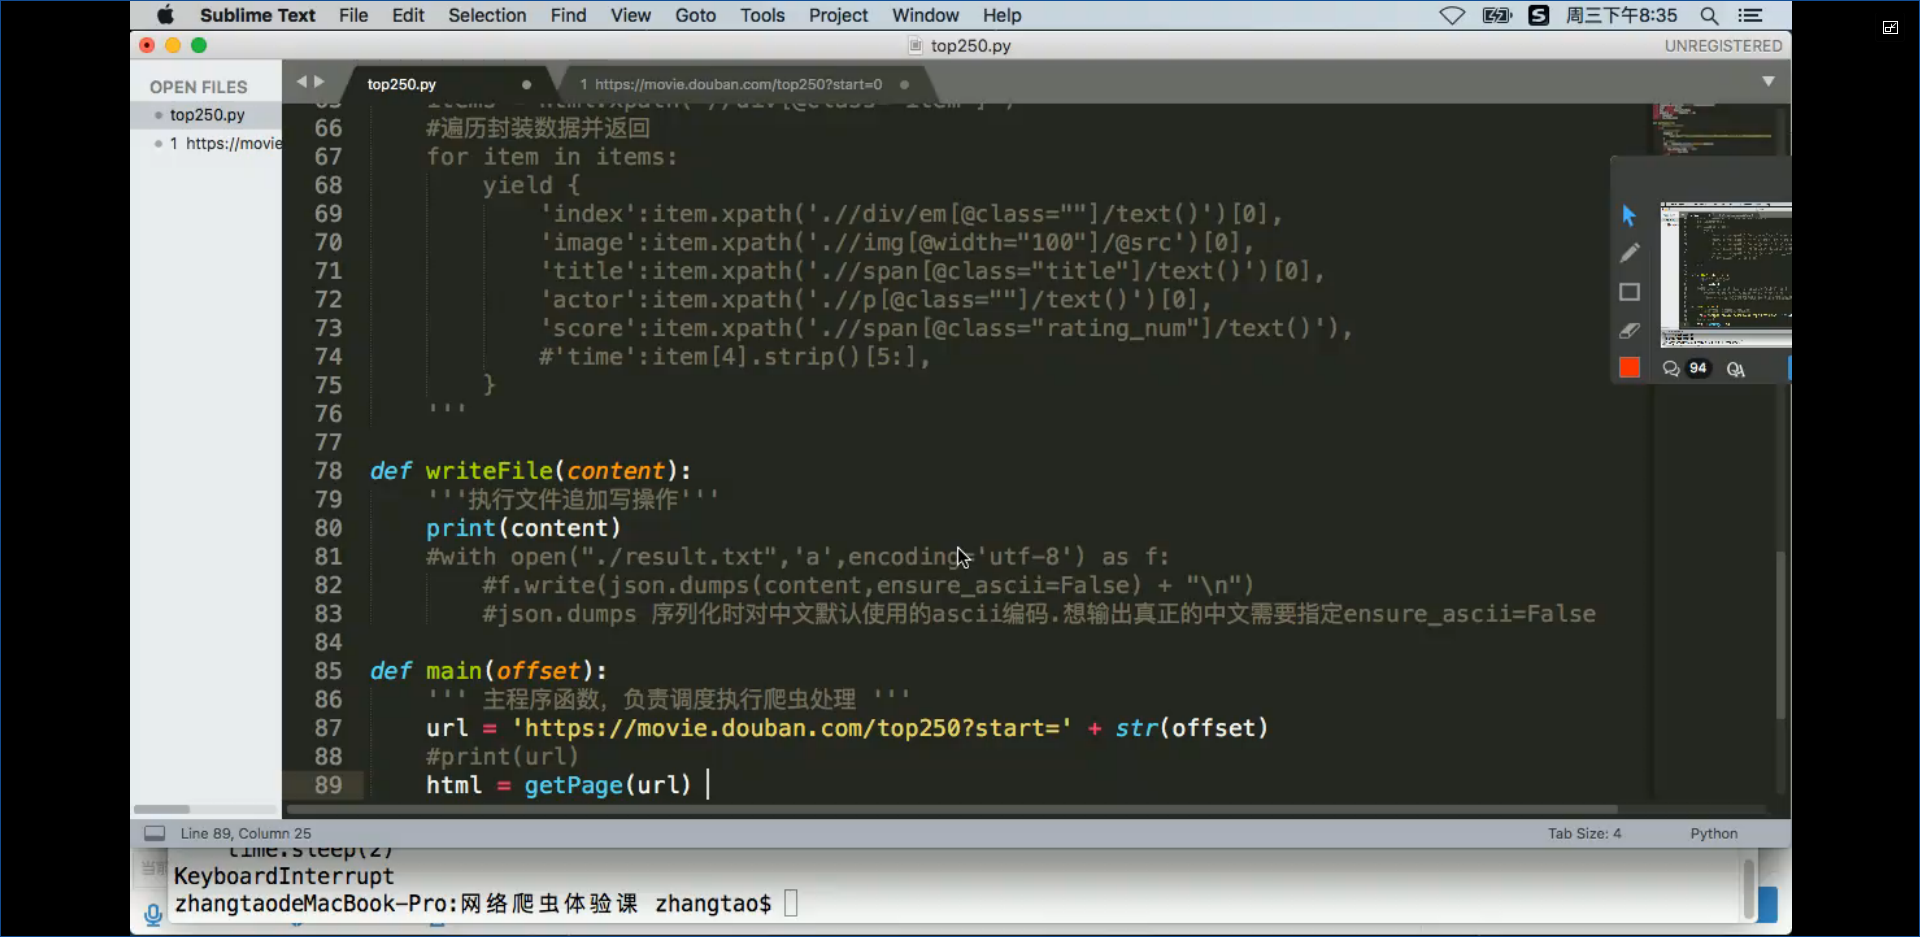 Sublime Text File Edit Selection Find View Goto Tools Project Window Help 周三下午8:35
top250.py UNREGISTERED
OPEN FILES
top250.py
1 https://movie
top250.py 1 https://movie.douban.com/top250?start=0
66 #遍历封装数据并返回
67 for item in items:
68 yield {
69 'index':item.xpath('.//div/em[@class=""]/text()')[0],
70 'image':item.xpath('.//img[@width="100"]/@src')[0],
71 'title':item.xpath('.//span[@class="title"]/text()')[0],
72 'actor':item.xpath('.//p[@class=""]/text()')[0],
73 'score':item.xpath('.//span[@class="rating_num"]/text()'),
74 #'time':item[4].strip()[5:],
75 }
76 '''
77
78 def writeFile(content):
79 '''执行文件追加写操作'''
80 print(content)
81 #with open("./result.txt",'a',encoding='utf-8') as f:
82 #f.write(json.dumps(content,ensure_ascii=False) + "\n")
83 #json.dumps 序列化时对中文默认使用的ascii编码.想输出真正的中文需要指定ensure_ascii=False
84
85 def main(offset):
86 ''' 主程序函数，负责调度执行爬虫处理 '''
87 url = 'https://movie.douban.com/top250?start=' + str(offset)
88 #print(url)
89 html = getPage(url)
94
Line 89, Column 25 Tab Size: 4 Python
time.sleep(2)
KeyboardInterrupt
zhangtaodeMacBook-Pro:网络爬虫体验课 zhangtao$